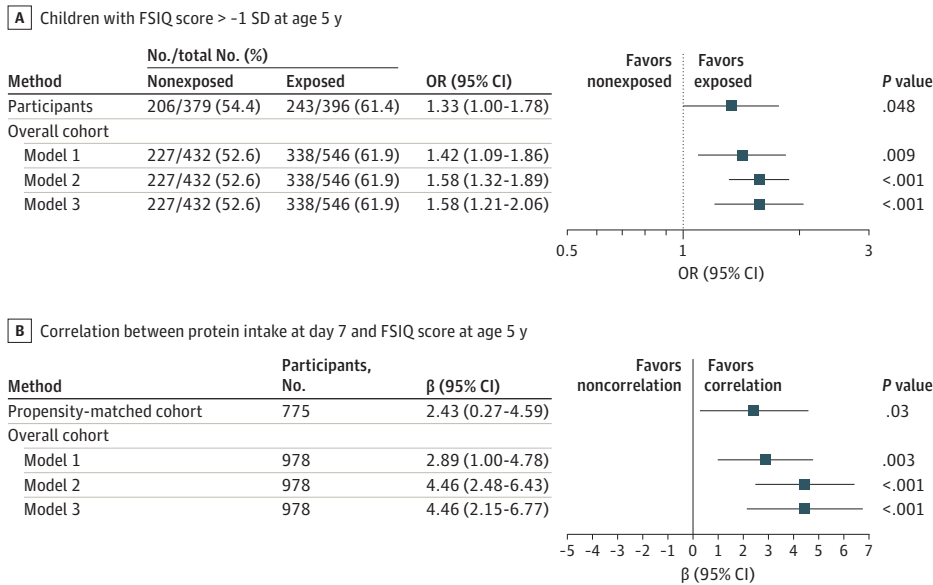 A Children with FSIQ score > -1 SD at age 5 y
No./total No. (%)
Favors nonexposed
Favors exposed
Method Nonexposed Exposed OR (95% CI) P value
Participants 206/379 (54.4) 243/396 (61.4) 1.33 (1.00-1.78) .048
Overall cohort
Model 1 227/432 (52.6) 338/546 (61.9) 1.42 (1.09-1.86) .009
Model 2 227/432 (52.6) 338/546 (61.9) 1.58 (1.32-1.89) <.001
Model 3 227/432 (52.6) 338/546 (61.9) 1.58 (1.21-2.06) <.001
0.5 1 3
OR (95% CI)
B Correlation between protein intake at day 7 and FSIQ score at age 5 y
Favors noncorrelation
Favors correlation
Method Participants, No. β (95% CI) P value
Propensity-matched cohort 775 2.43 (0.27-4.59) .03
Overall cohort
Model 1 978 2.89 (1.00-4.78) .003
Model 2 978 4.46 (2.48-6.43) <.001
Model 3 978 4.46 (2.15-6.77) <.001
-5 -4 -3 -2 -1 0 1 2 3 4 5 6 7
β (95% CI)